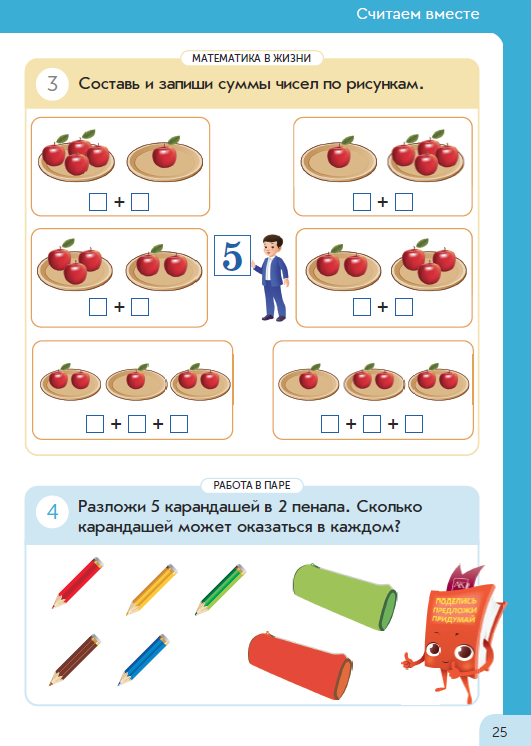 Считаем вместе
МАТЕМАТИКА В ЖИЗНИ
3 Составь и запиши суммы чисел по рисункам.
□ + □
□ + □
5
□ + □
□ + □
□ + □ + □
□ + □ + □
РАБОТА В ПАРЕ
4 Разложи 5 карандашей в 2 пенала. Сколько
карандашей может оказаться в каждом?
ПОДЕЛИСЬ
ПРЕДЛОЖИ
ПРИДУМАЙ
25